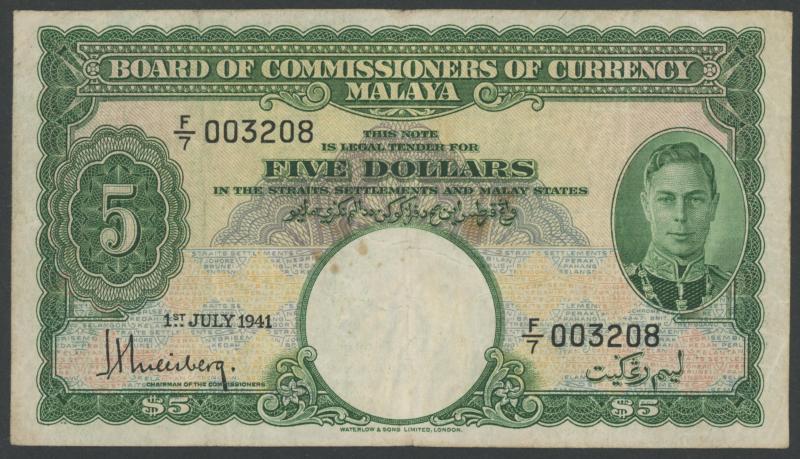 BOARD OF COMMISSIONERS OF CURRENCY
MALAYA
F/7 003208
THIS NOTE
IS LEGAL TENDER FOR
FIVE DOLLARS
IN THE STRAITS SETTLEMENTS AND MALAY STATES
5
1ST JULY 1941
F/7 003208
CHAIRMAN OF THE COMMISSIONERS
ليم رڠݢيت
$5
$5
WATERLOW & SONS LIMITED, LONDON.